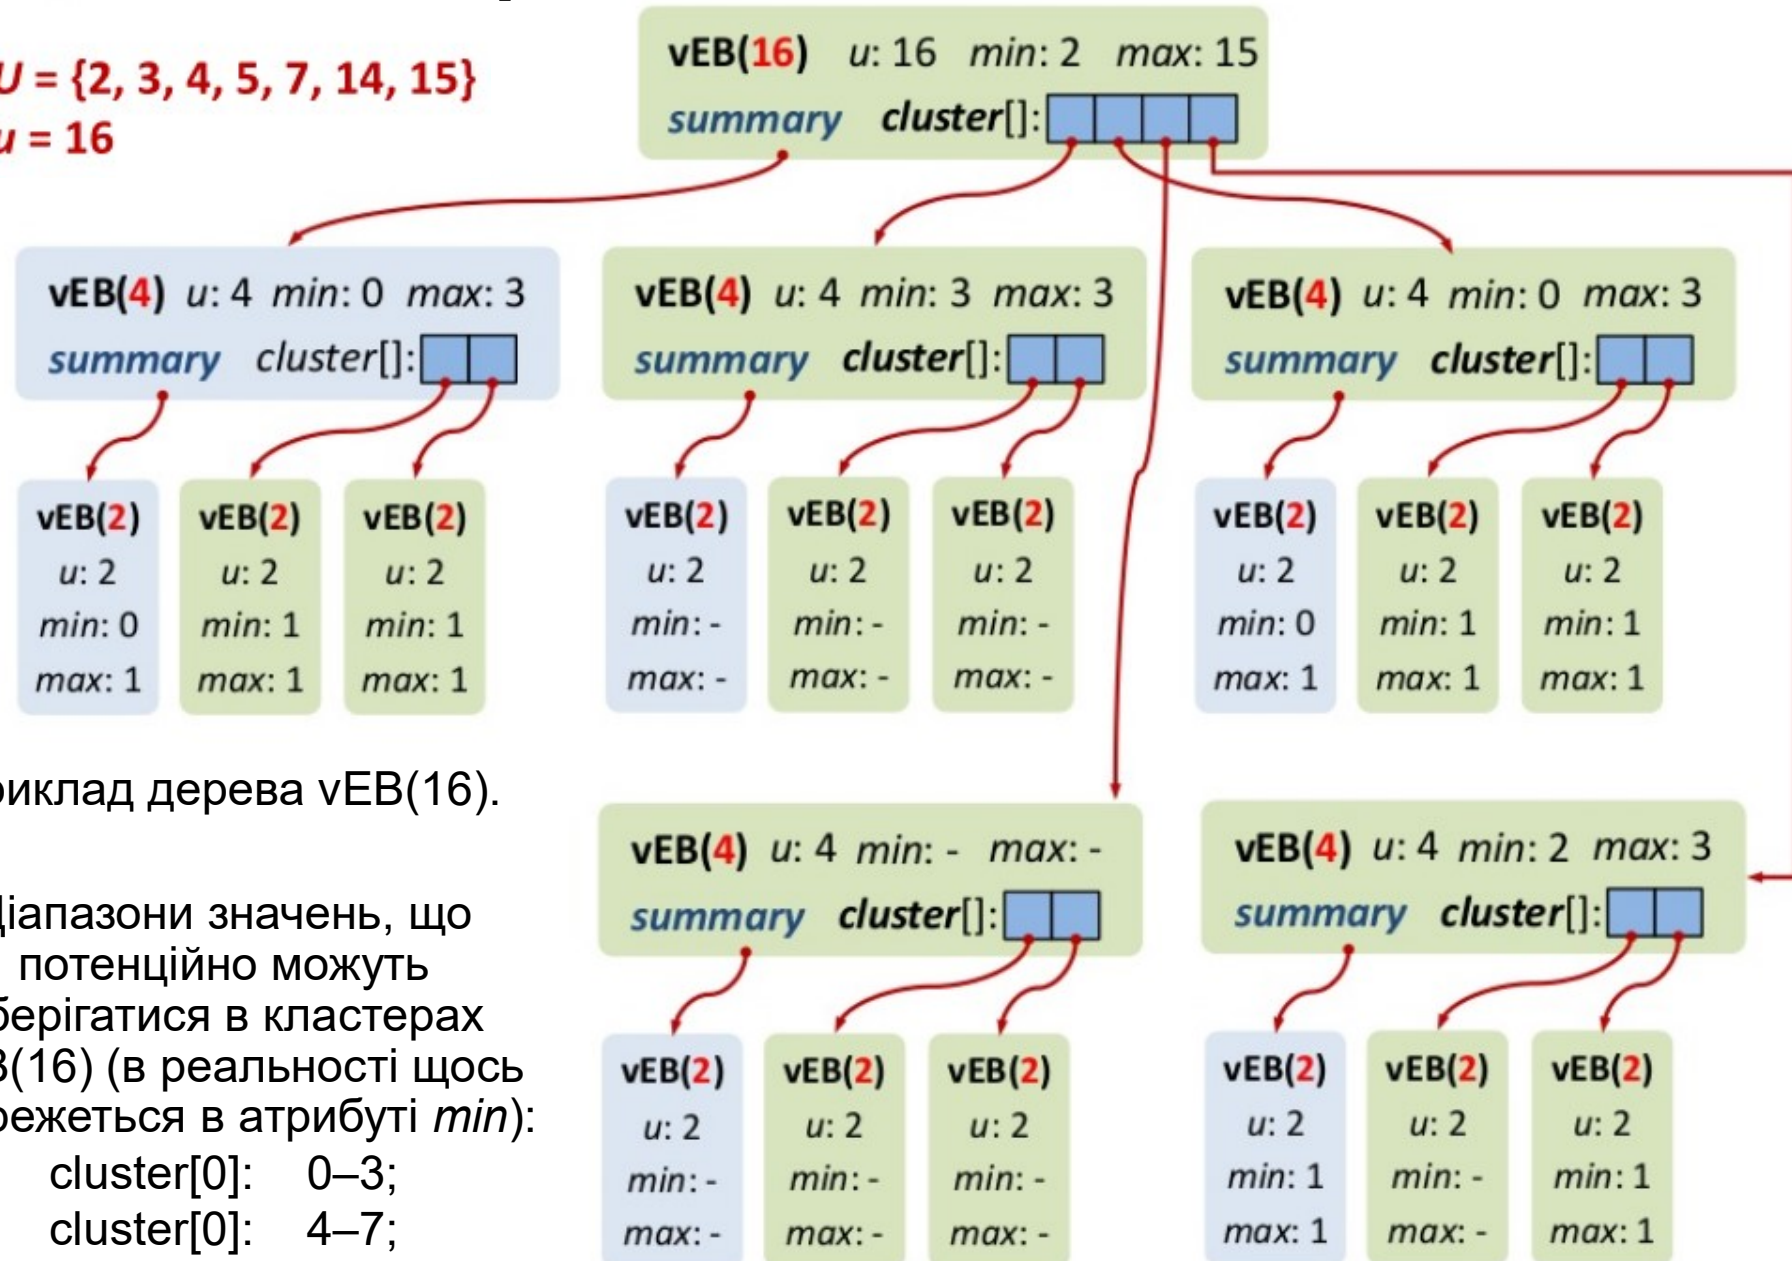 U = {2, 3, 4, 5, 7, 14, 15}
u = 16
vEB(16) u: 16 min: 2 max: 15
summary cluster[]:
vEB(4) u: 4 min: 0 max: 3
summary cluster[]:
vEB(4) u: 4 min: 3 max: 3
summary cluster[]:
vEB(4) u: 4 min: 0 max: 3
summary cluster[]:
vEB(2)
u: 2
min: 0
max: 1
vEB(2)
u: 2
min: 1
max: 1
vEB(2)
u: 2
min: 1
max: 1
vEB(2)
u: 2
min: -
max: -
vEB(2)
u: 2
min: -
max: -
vEB(2)
u: 2
min: -
max: -
vEB(2)
u: 2
min: 0
max: 1
vEB(2)
u: 2
min: 1
max: 1
vEB(2)
u: 2
min: 1
max: 1
риклад дерева vEB(16).
Діапазони значень, що
потенційно можуть
берігатися в кластерах
B(16) (в реальності щось
режеться в атрибуті min):
cluster[0]: 0–3;
cluster[0]: 4–7;
vEB(4) u: 4 min: - max: -
summary cluster[]:
vEB(4) u: 4 min: 2 max: 3
summary cluster[]:
vEB(2)
u: 2
min: -
max: -
vEB(2)
u: 2
min: -
max: -
vEB(2)
u: 2
min: -
max: -
vEB(2)
u: 2
min: 1
max: 1
vEB(2)
u: 2
min: -
max: -
vEB(2)
u: 2
min: 1
max: 1